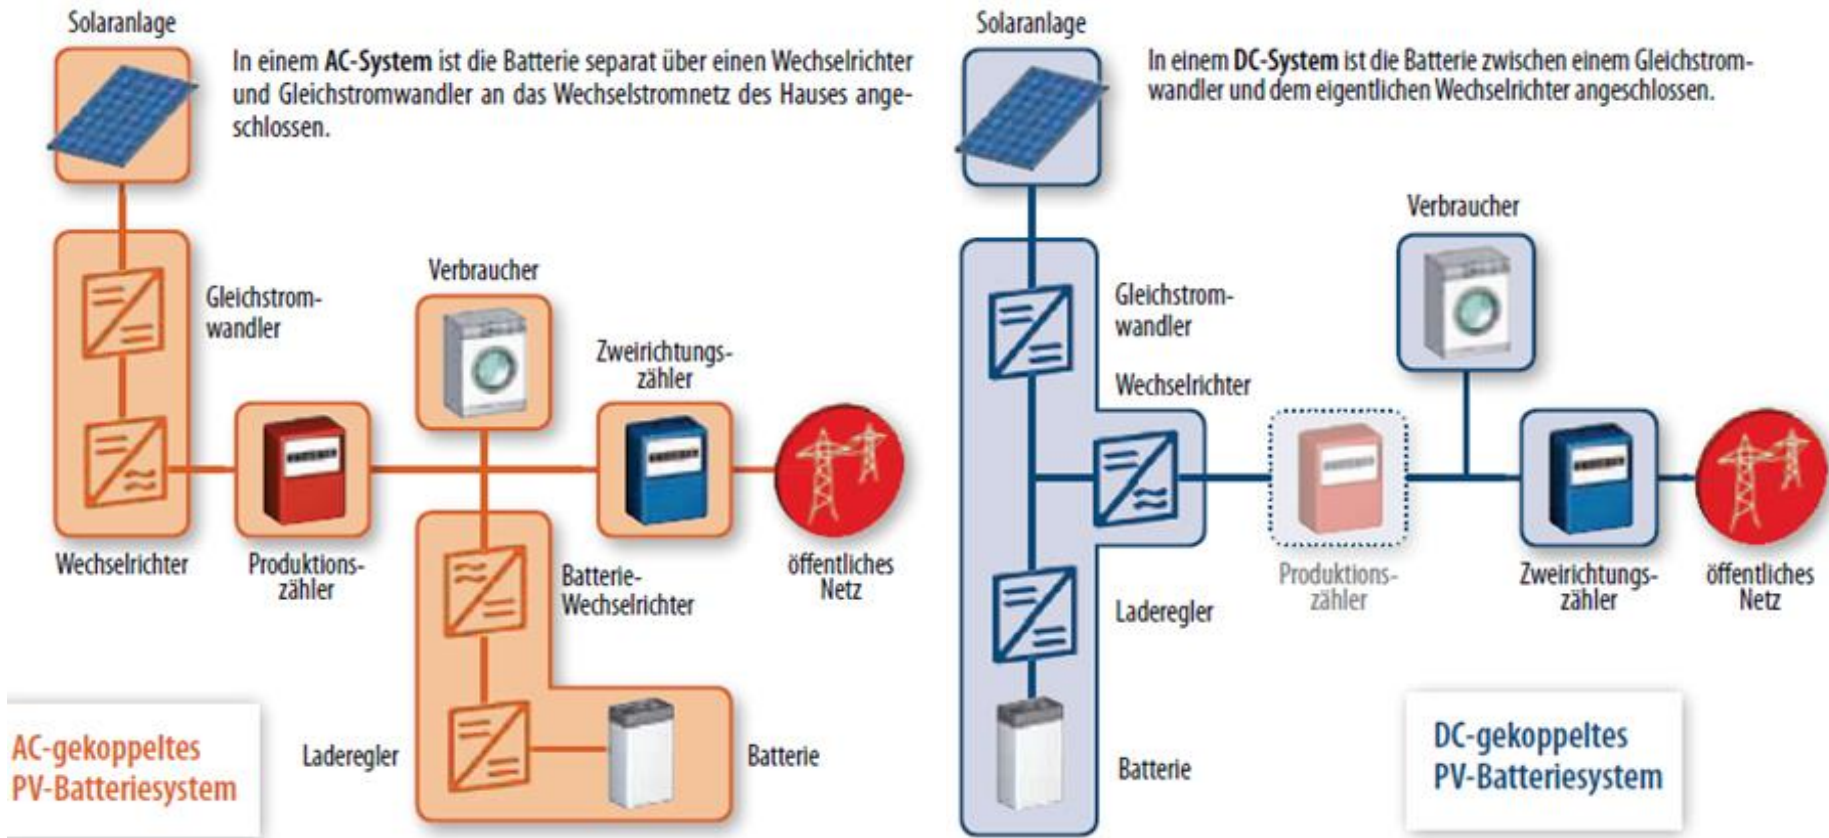 Solaranlage
In einem AC-System ist die Batterie separat über einen Wechselrichter
und Gleichstromwandler an das Wechselstromnetz des Hauses ange-
schlossen.
Gleichstrom-
wandler
Verbraucher
Zweirichtungs-
zähler
Wechselrichter
Produktions-
zähler
Batterie-
Wechselrichter
öffentliches
Netz
Laderegler
Batterie
AC-gekoppeltes
PV-Batteriesystem
Solaranlage
In einem DC-System ist die Batterie zwischen einem Gleichstrom-
wandler und dem eigentlichen Wechselrichter angeschlossen.
Verbraucher
Gleichstrom-
wandler
Wechselrichter
Produktions-
zähler
Zweirichtungs-
zähler
öffentliches
Netz
Laderegler
Batterie
DC-gekoppeltes
PV-Batteriesystem